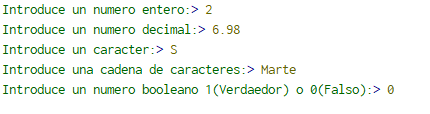 Introduce un numero entero:> 2
Introduce un numero decimal:> 6.98
Introduce un caracter:> S
Introduce una cadena de caracteres:> Marte
Introduce un numero booleano 1(Verdaedor) o 0(Falso):> 0